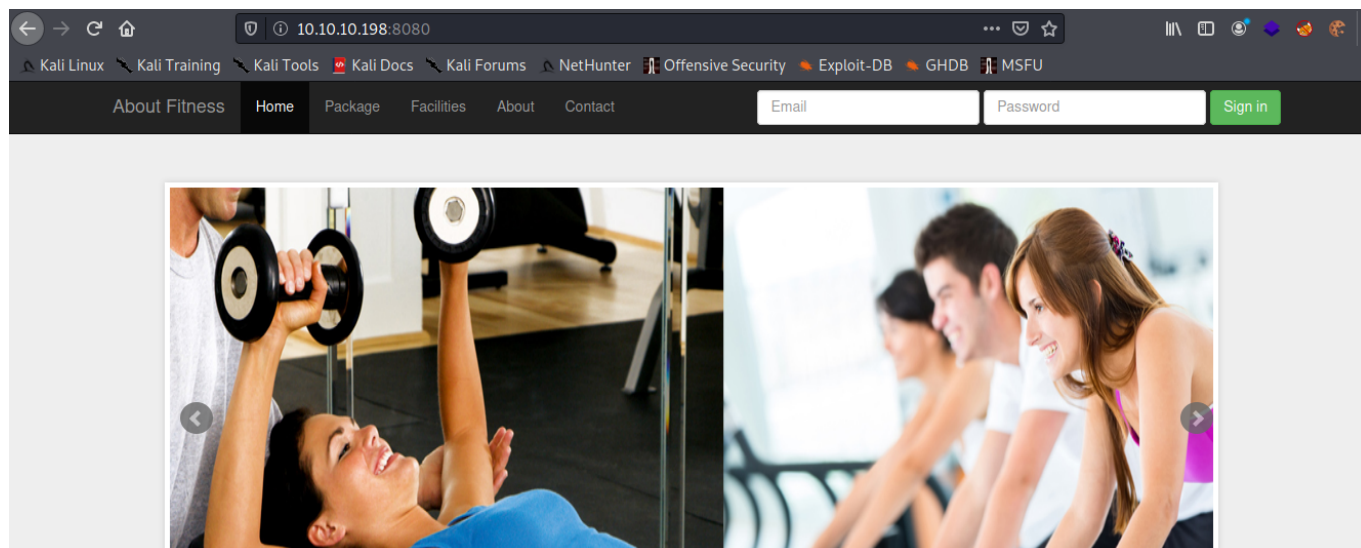 10.10.10.198:8080
Kali Linux Kali Training Kali Tools Kali Docs Kali Forums NetHunter Offensive Security Exploit-DB GHDB MSFU
About Fitness Home Package Facilities About Contact Email Password Sign in